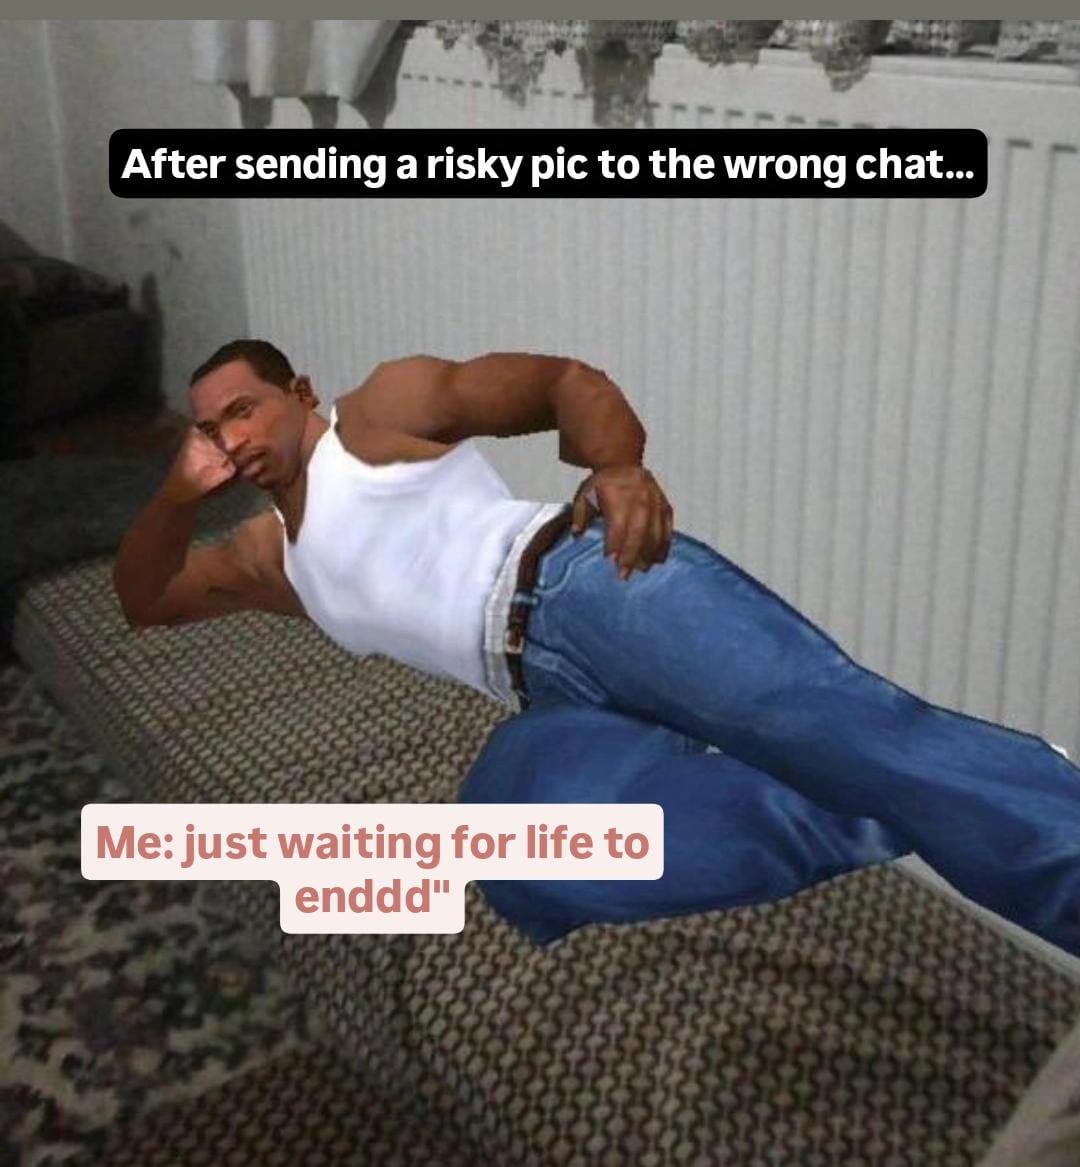 After sending a risky pic to the wrong chat...
Me: just waiting for life to
enddd"